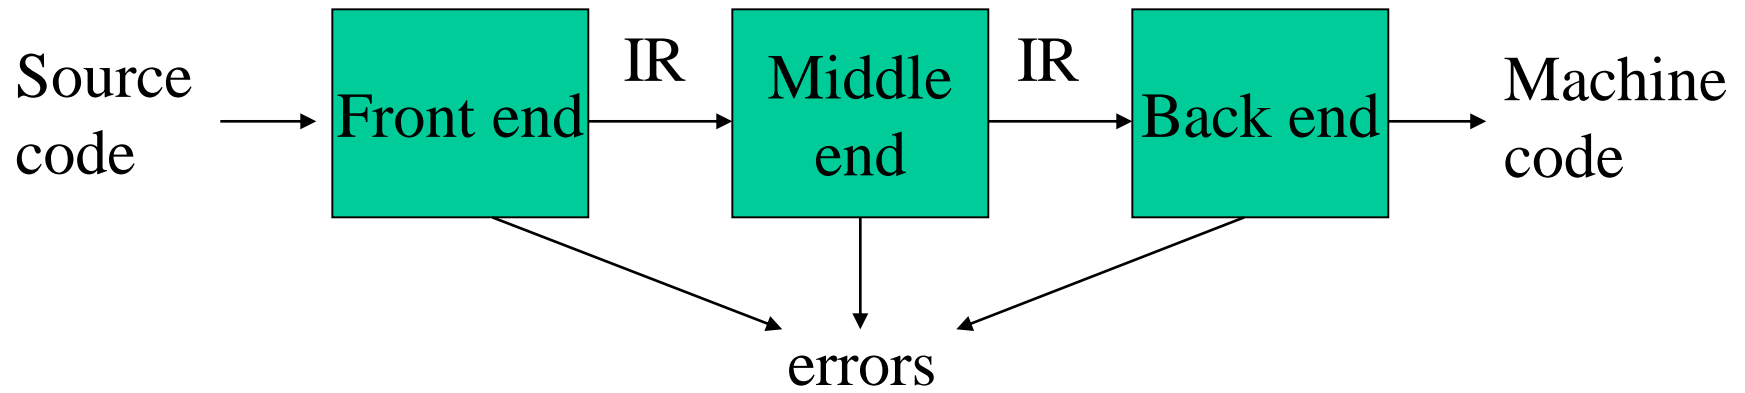 Source
code
Front end
IR
Middle
end
IR
Back end
Machine
code
errors